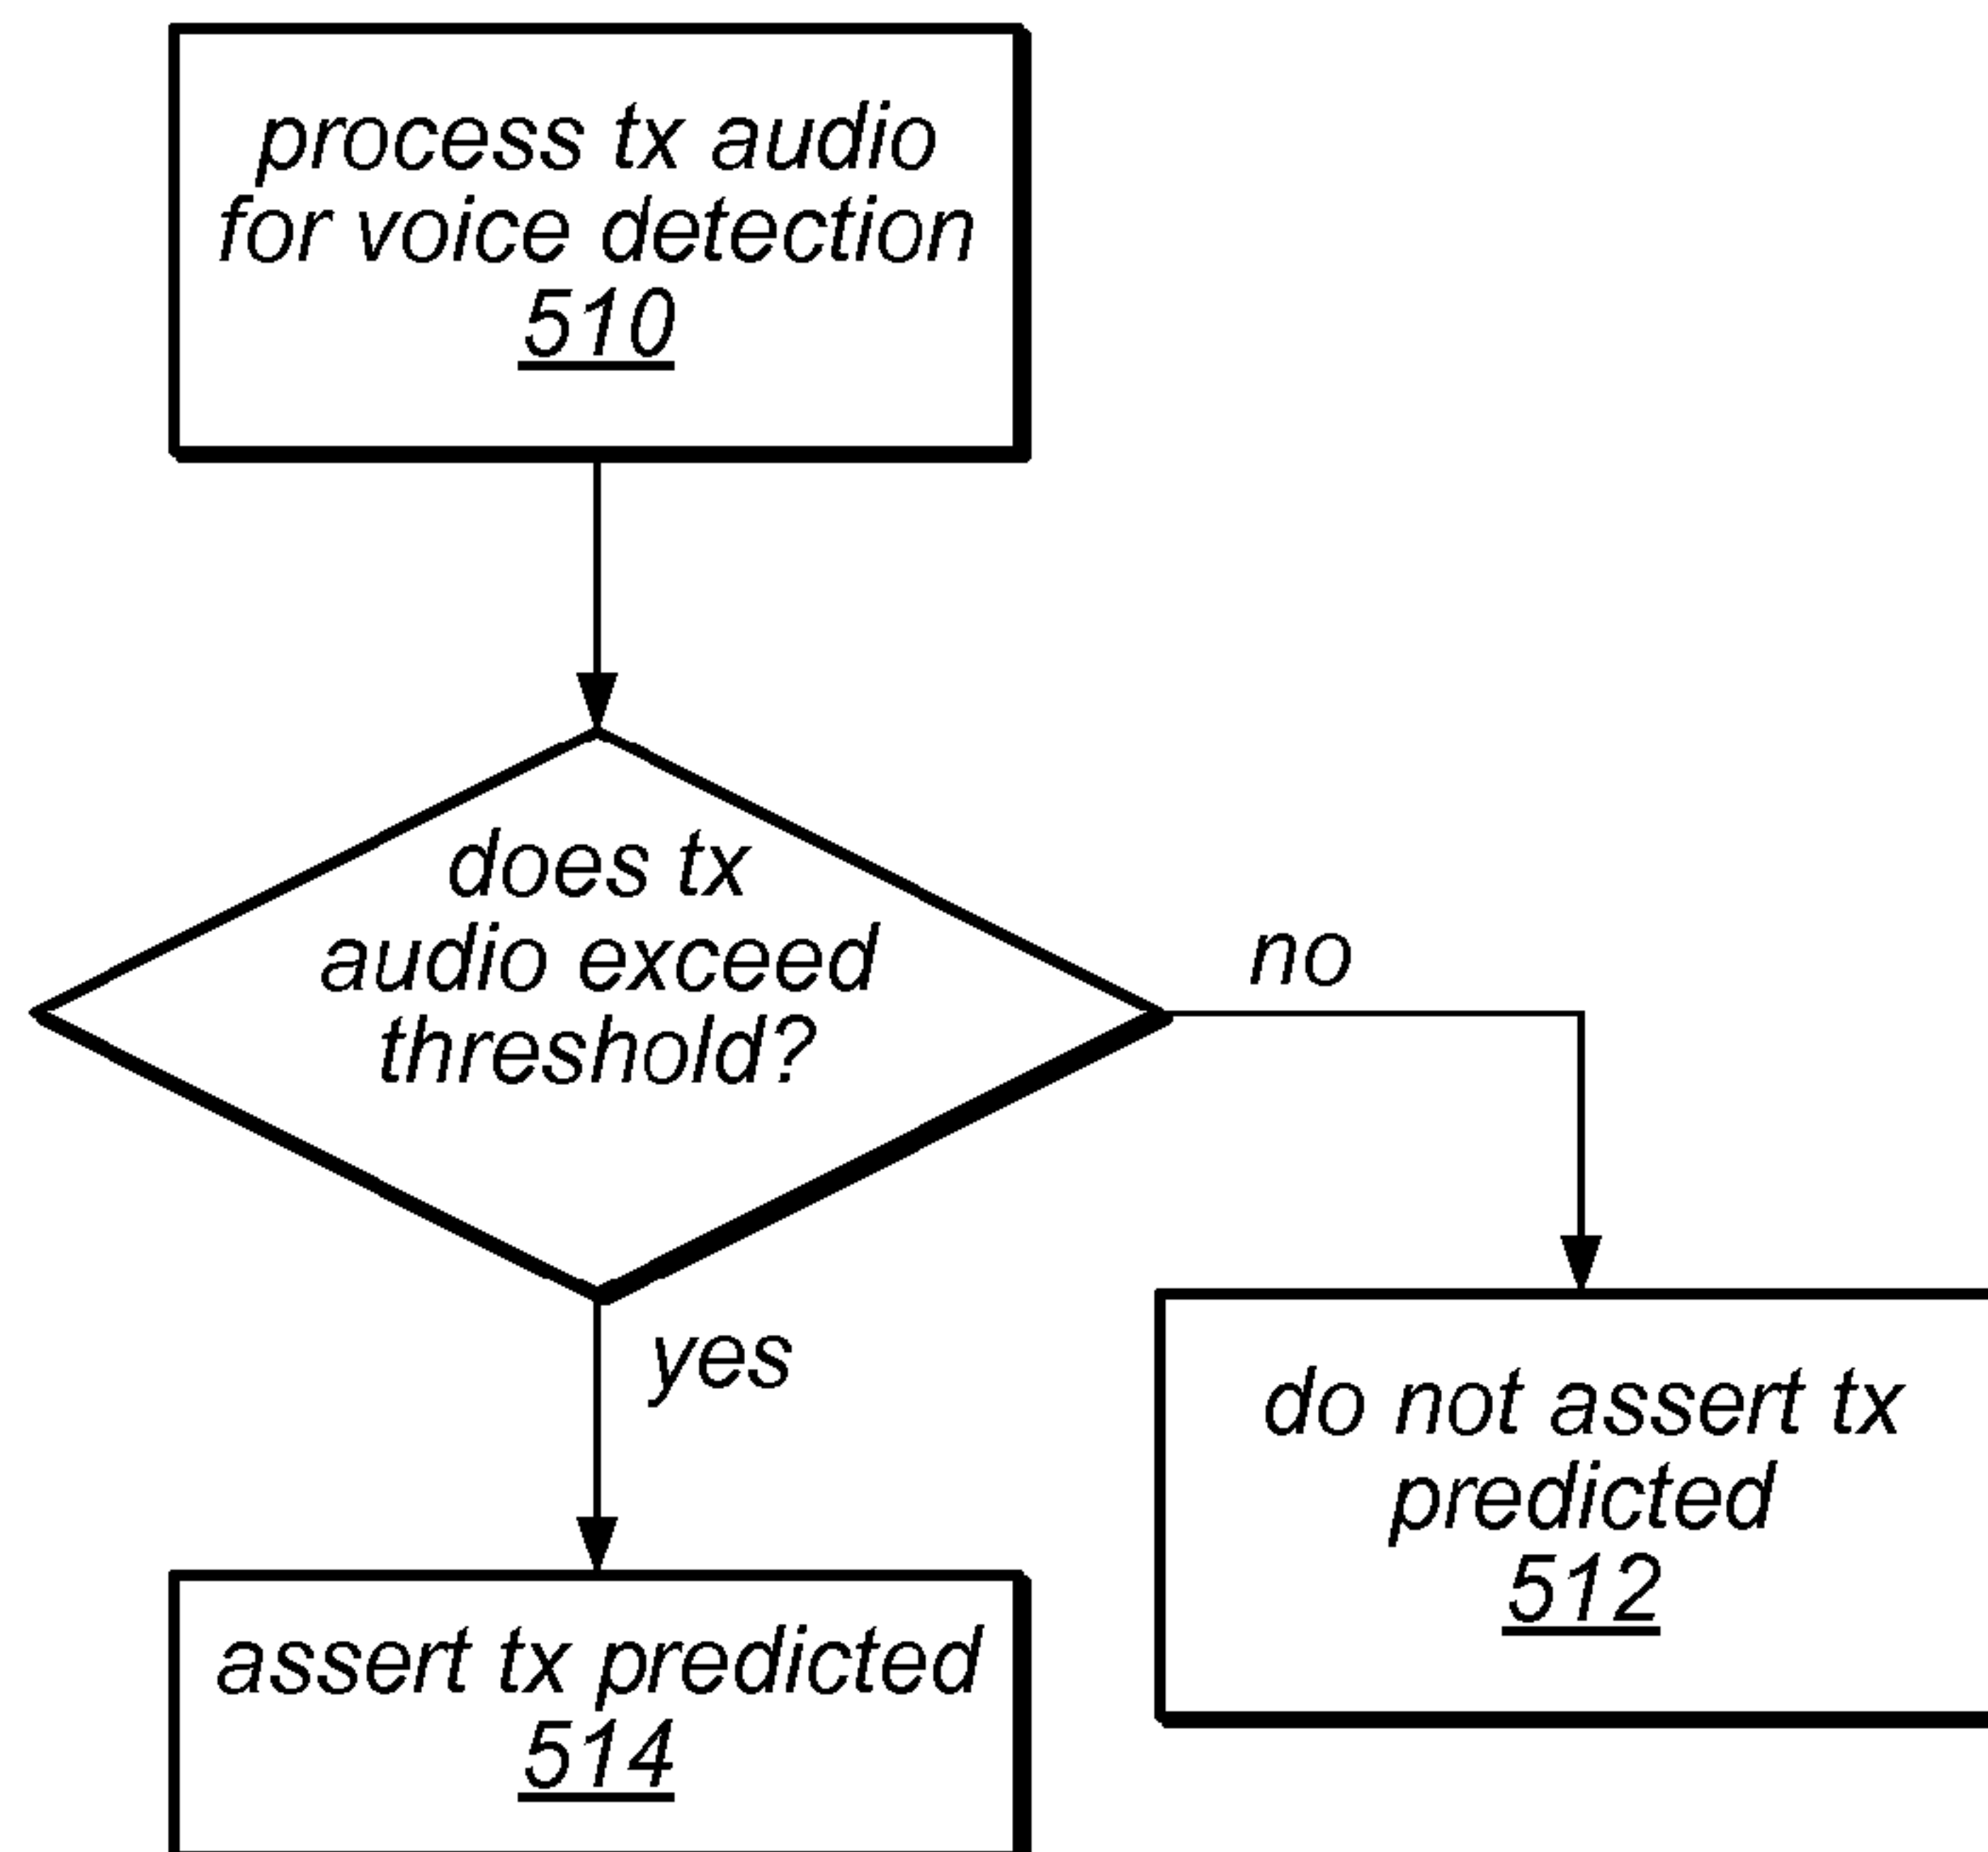 process tx audio
for voice detection
510
does tx
audio exceed
threshold?
no
yes
do not assert tx
predicted
512
assert tx predicted
514